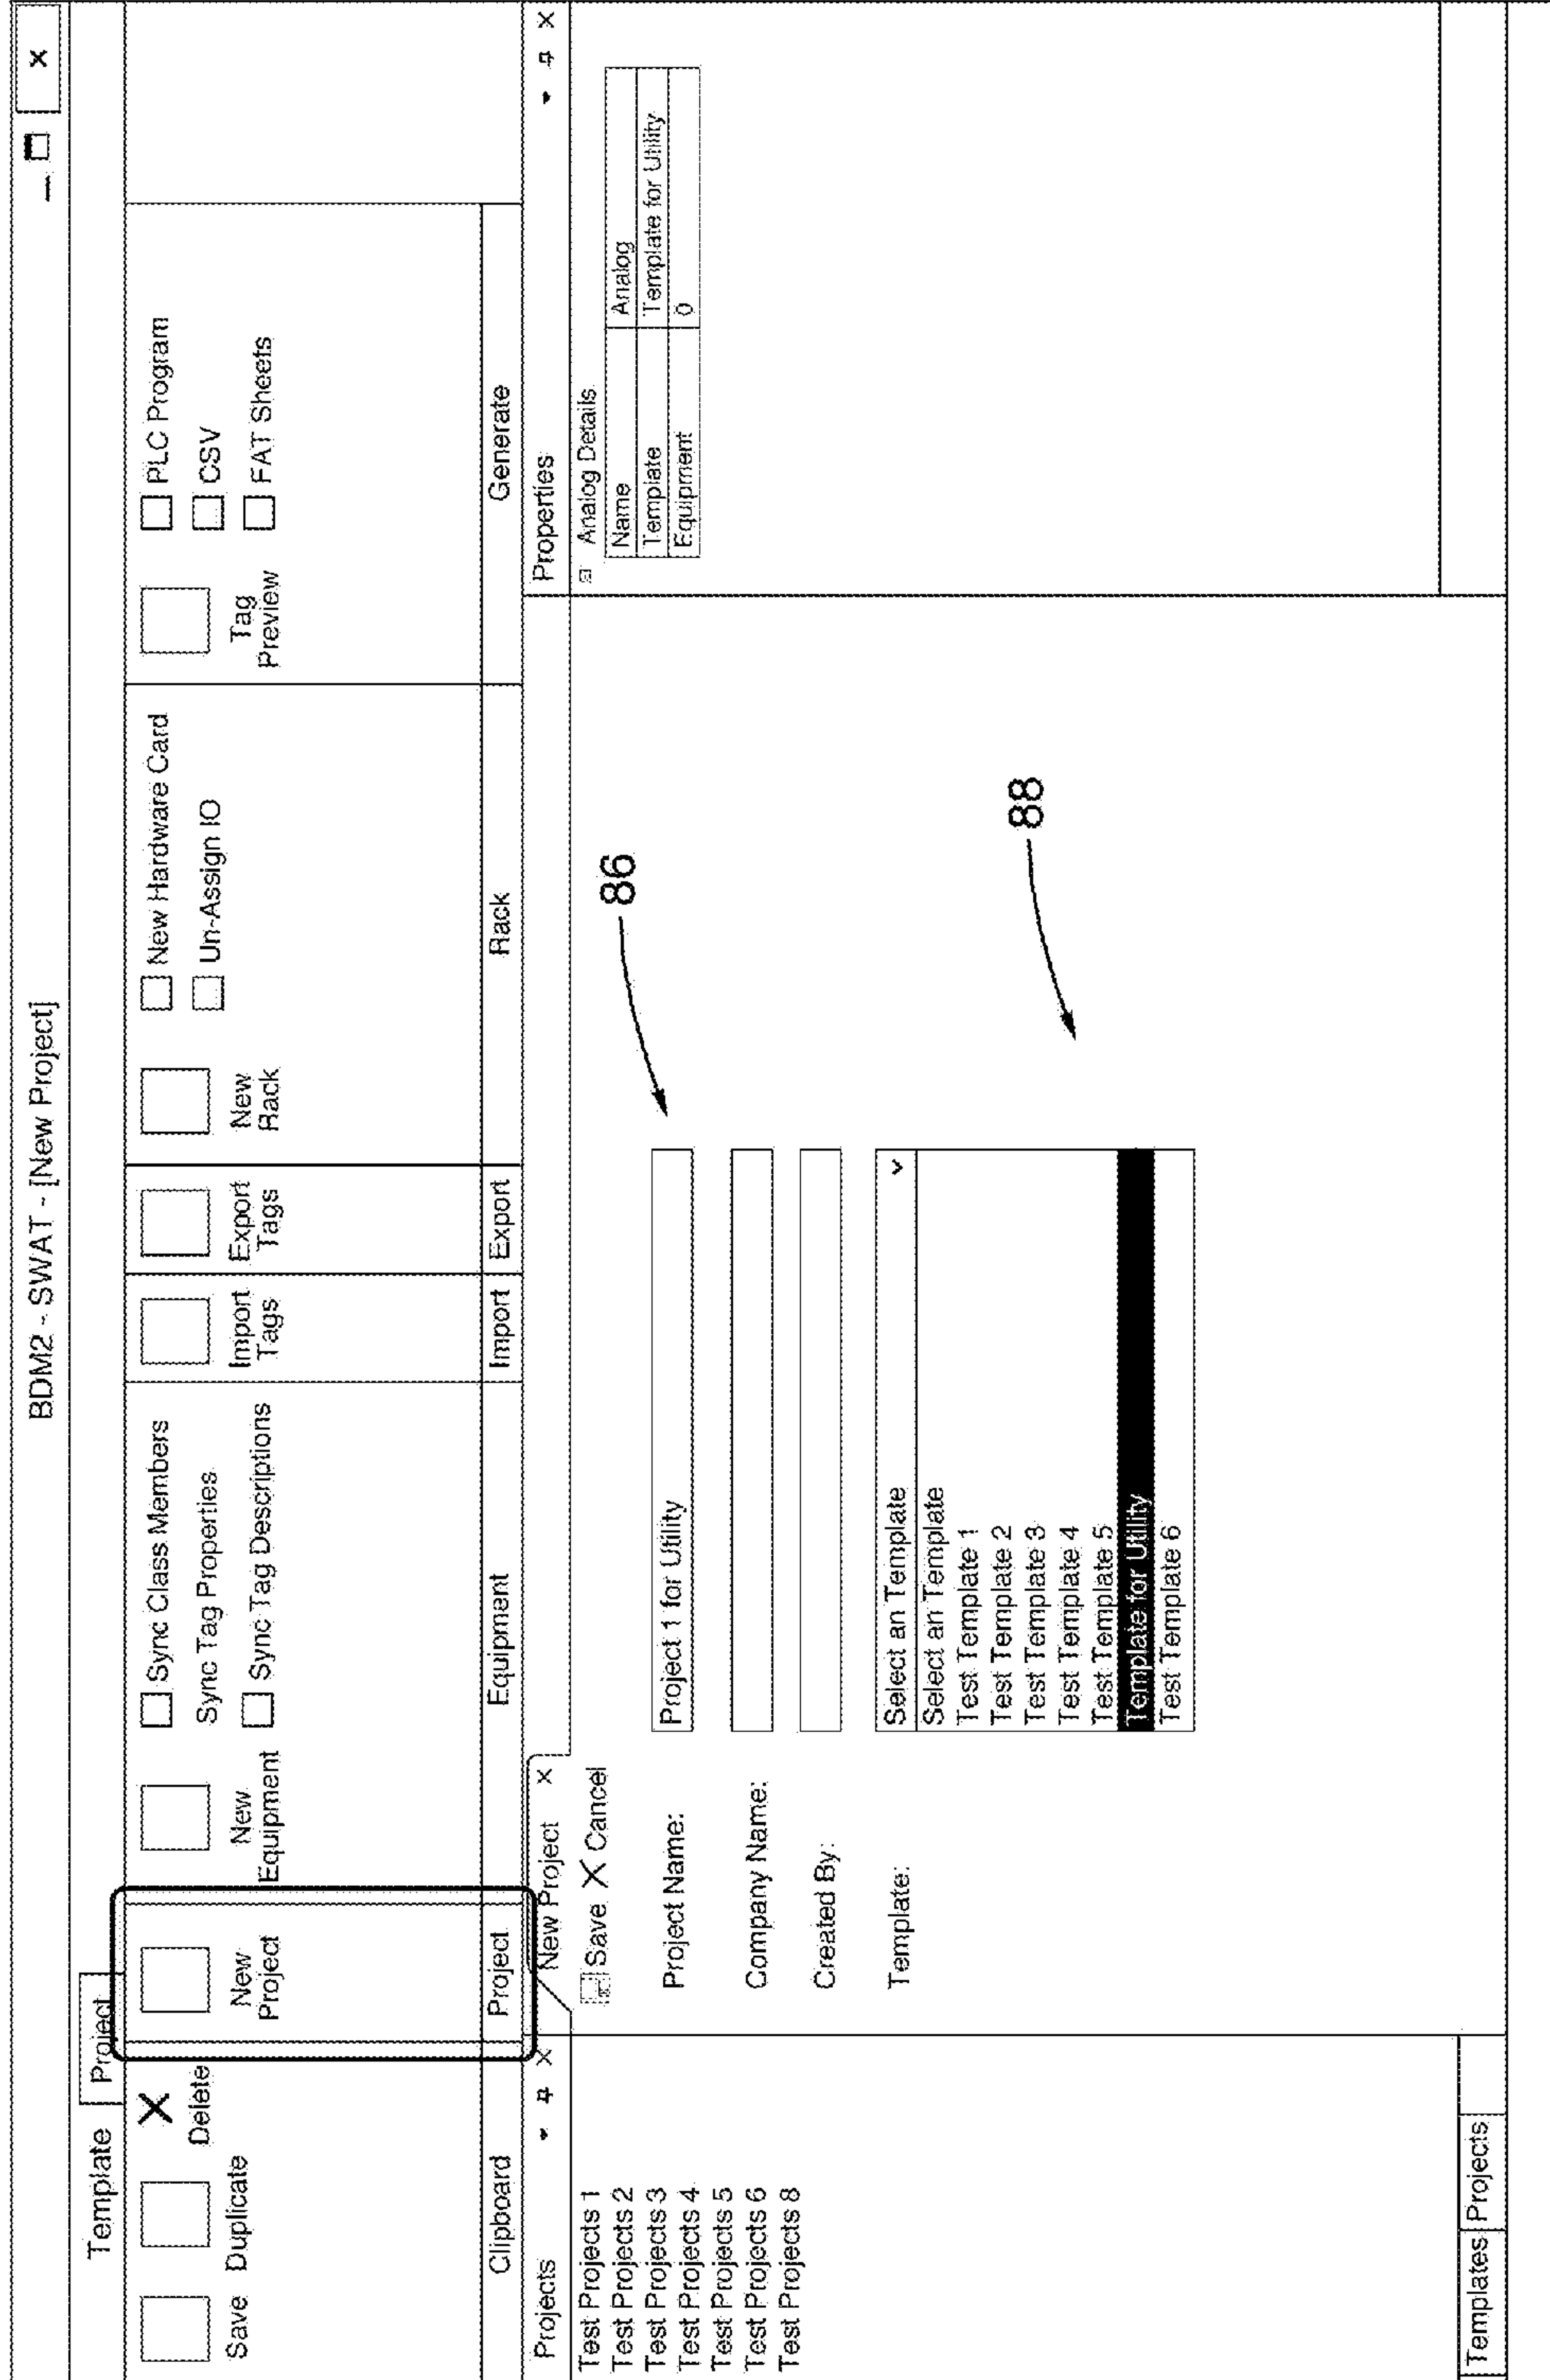 BDM2 - SWAT - [New Project]
Template
Project
Save
Duplicate
Delete
Clipboard
New
Project
Project
New
Equipment
Sync Class Members
Sync Tag Properties
Sync Tag Descriptions
Equipment
Import
Tags
Import
Export
Tags
Export
New
Rack
New Hardware Card
Un-Assign IO
Rack
Tag
Preview
PLC Program
CSV
FAT Sheets
Generate
Projects
Test Projects 1
Test Projects 2
Test Projects 3
Test Projects 4
Test Projects 5
Test Projects 6
Test Projects 8
Templates
Projects
New Project X
Save X Cancel
Project Name: Project 1 for Utility
Company Name:
Created By:
Template: Select an Template
Select an Template
Test Template 1
Test Template 2
Test Template 3
Test Template 4
Test Template 5
Template for Utility
Test Template 6
86
88
Properties
Analog Details
Name Analog
Template Template for Utility
Equipment 0